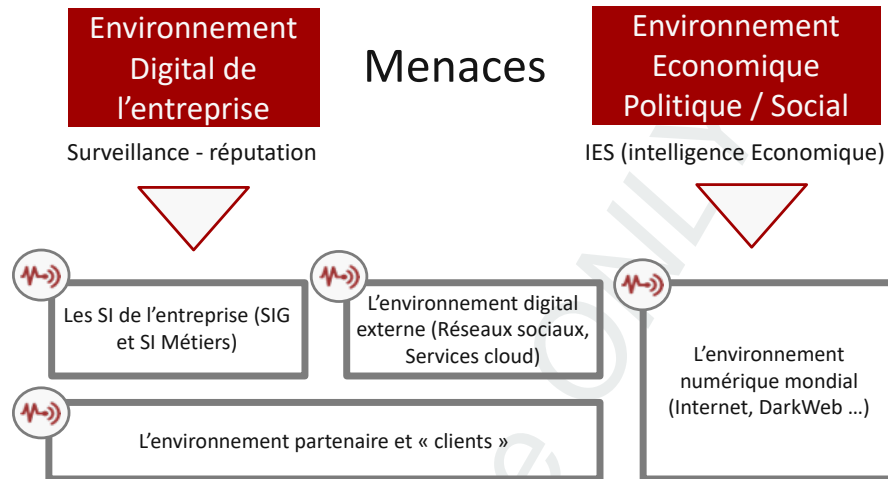 Environnement
Digital de
l’entreprise
Menaces
Environnement
Economique
Politique / Social
Surveillance - réputation
IES (intelligence Economique)
Les SI de l’entreprise (SIG
et SI Métiers)
L’environnement digital
externe (Réseaux sociaux,
Services cloud)
L’environnement
numérique mondial
(Internet, DarkWeb …)
L’environnement partenaire et « clients »
e ONLY